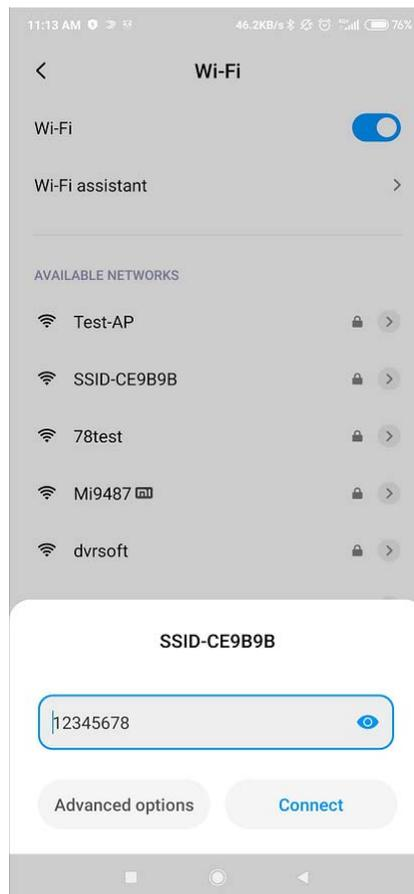 11:13 AM 46.2KB/s 76%
Wi-Fi
Wi-Fi
Wi-Fi assistant
AVAILABLE NETWORKS
Test-AP
SSID-CE9B9B
78test
Mi9487
dvrsoft
SSID-CE9B9B
12345678
Advanced options Connect